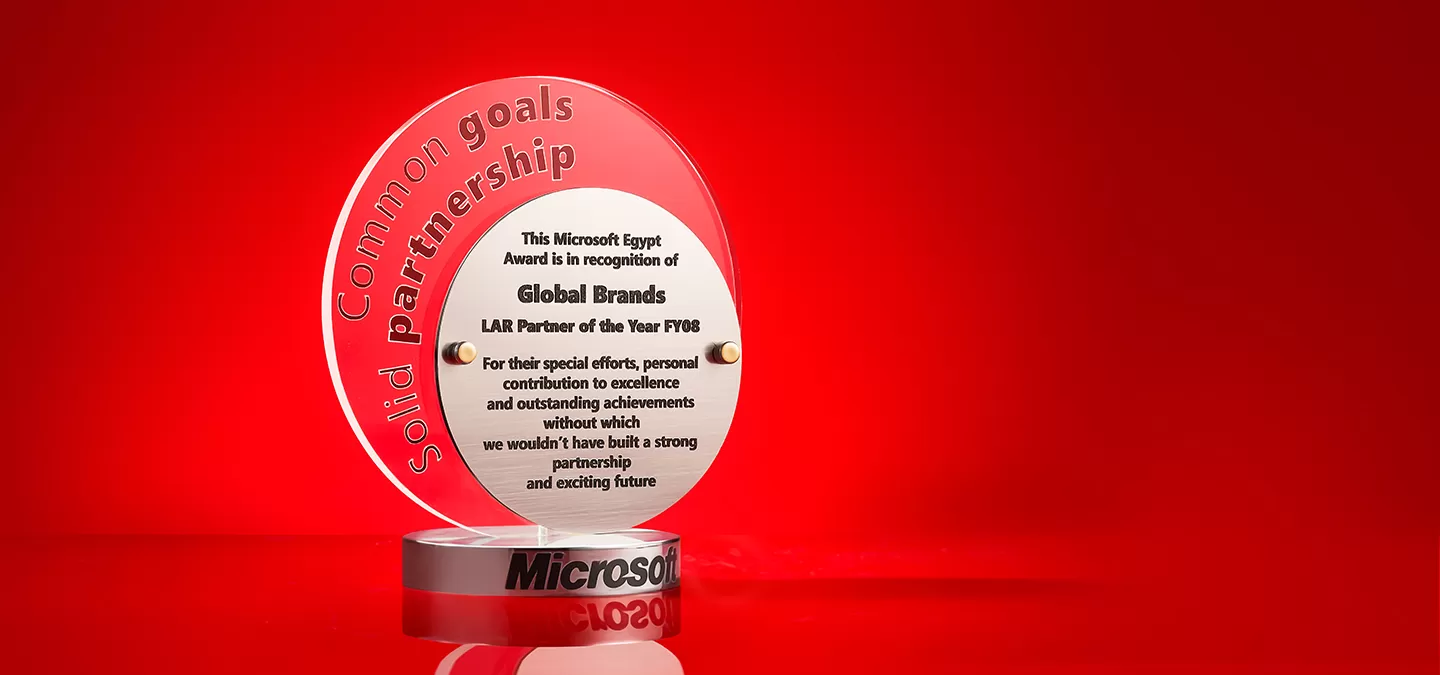 Common goals
Solid partnership
This Microsoft Egypt
Award is in recognition of
Global Brands
LAR Partner of the Year FY08
For their special efforts, personal
contribution to excellence
and outstanding achievements
without which
we wouldn't have built a strong
partnership
and exciting future
Microsoft